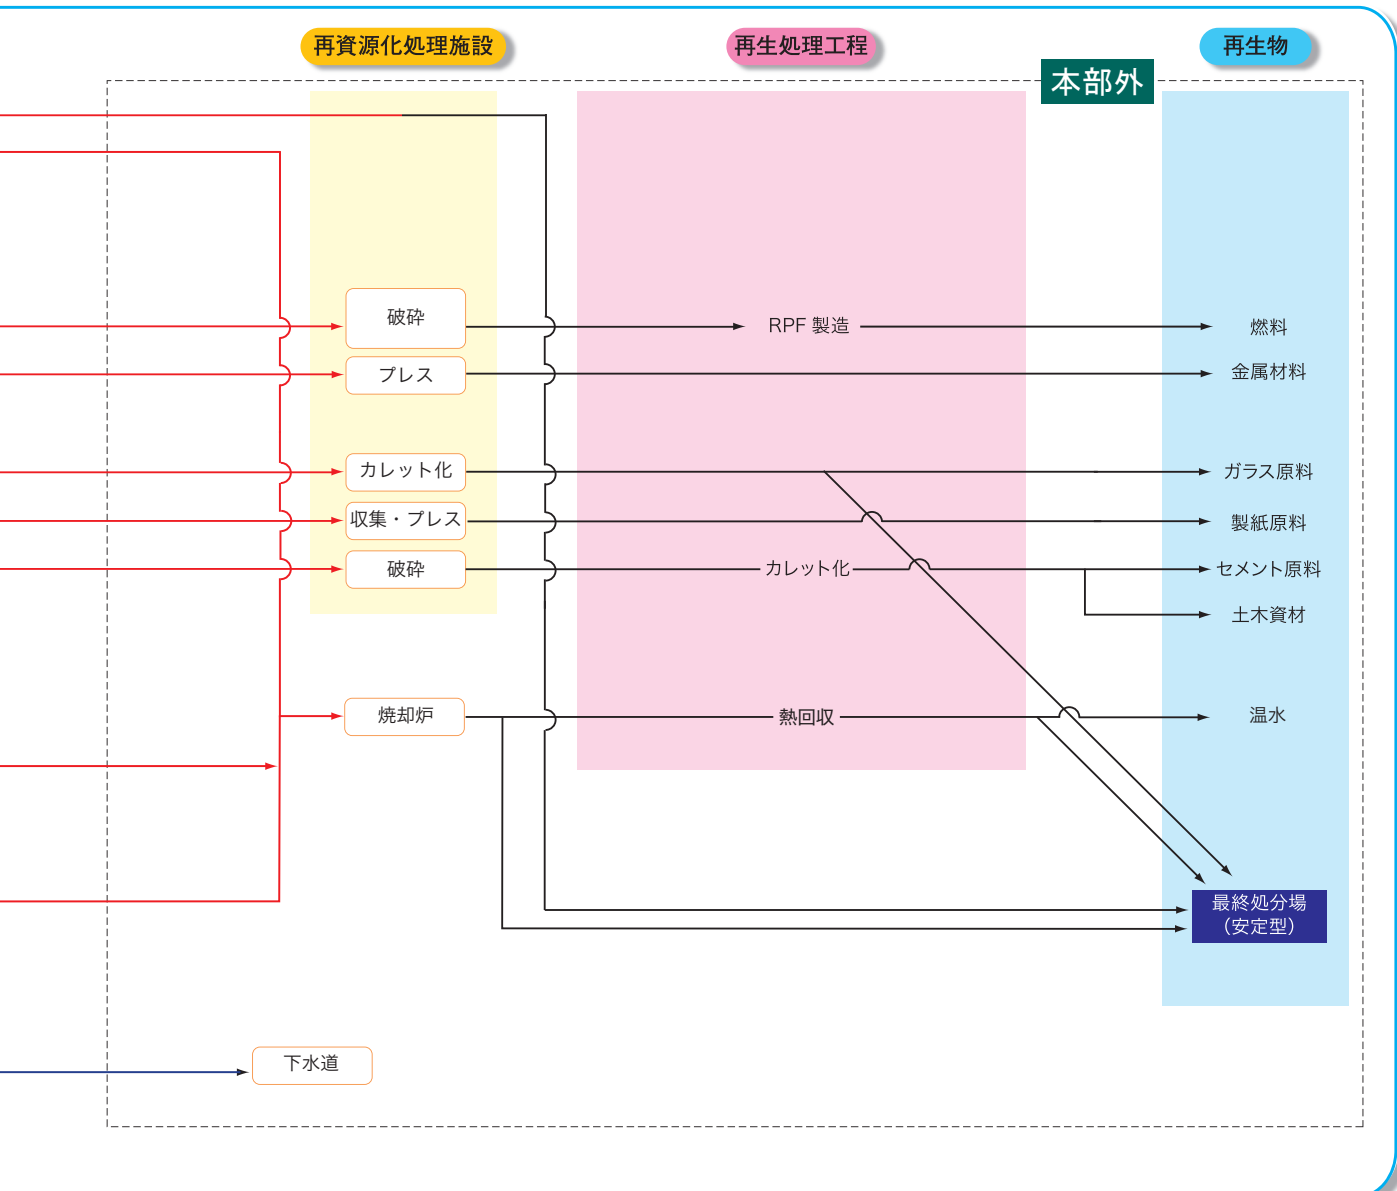 再資源化処理施設
再生処理工程
再生物
本部外
破砕
RPF 製造
燃料
プレス
金属材料
カレット化
ガラス原料
収集・プレス
製紙原料
破砕
カレット化
セメント原料
土木資材
焼却炉
熱回収
温水
最終処分場
（安定型）
下水道